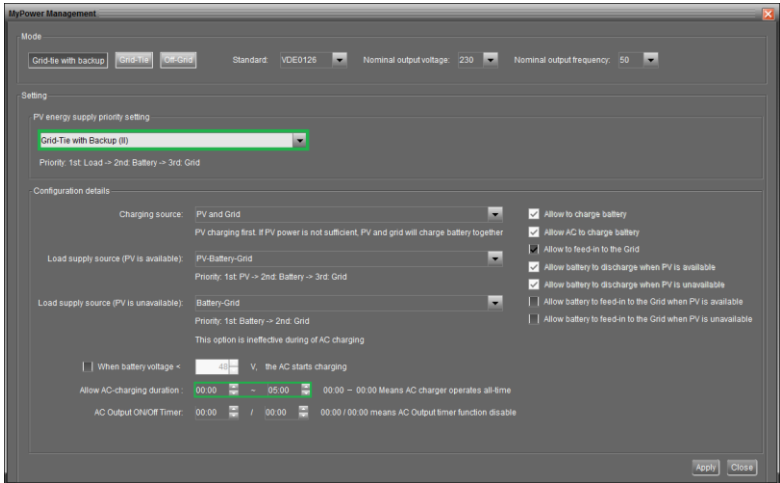 MyPower Management
Mode
Grid-tie with backup Grid-Tie Off-Grid Standard: VDE0126 Nominal output voltage: 230 Nominal output frequency: 50
Setting
PV energy supply priority setting
Grid-Tie with Backup (II)
Priority: 1st: Load -> 2nd: Battery -> 3rd: Grid
Configuration details
Charging source: PV and Grid
PV charging first. If PV power is not sufficient, PV and grid will charge battery together
Load supply source (PV is available): PV-Battery-Grid
Priority: 1st: PV -> 2nd: Battery -> 3rd: Grid
Load supply source (PV is unavailable): Battery-Grid
Priority: 1st: Battery -> 2nd: Grid
This option is ineffective during of AC charging
Allow to charge battery
Allow AC to charge battery
Allow to feed-in to the Grid
Allow battery to discharge when PV is available
Allow battery to discharge when PV is unavailable
Allow battery to feed-in to the Grid when PV is available
Allow battery to feed-in to the Grid when PV is unavailable
When battery voltage < 48 V, the AC starts charging
Allow AC-charging duration : 00:00 ~ 05:00 00:00 ~ 00:00 Means AC charger operates all-time
AC Output ON/Off Timer: 00:00 / 00:00 00:00 / 00:00 means AC Output timer function disable
Apply Close